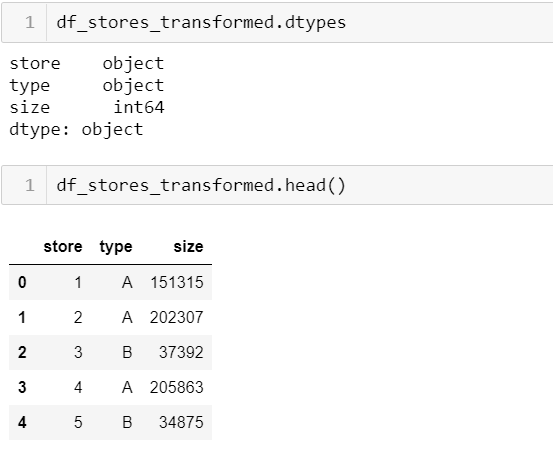 1 df_stores_transformed.dtypes
store object
type object
size int64
dtype: object
1 df_stores_transformed.head()
store type size
0 1 A 151315
1 2 A 202307
2 3 B 37392
3 4 A 205863
4 5 B 34875